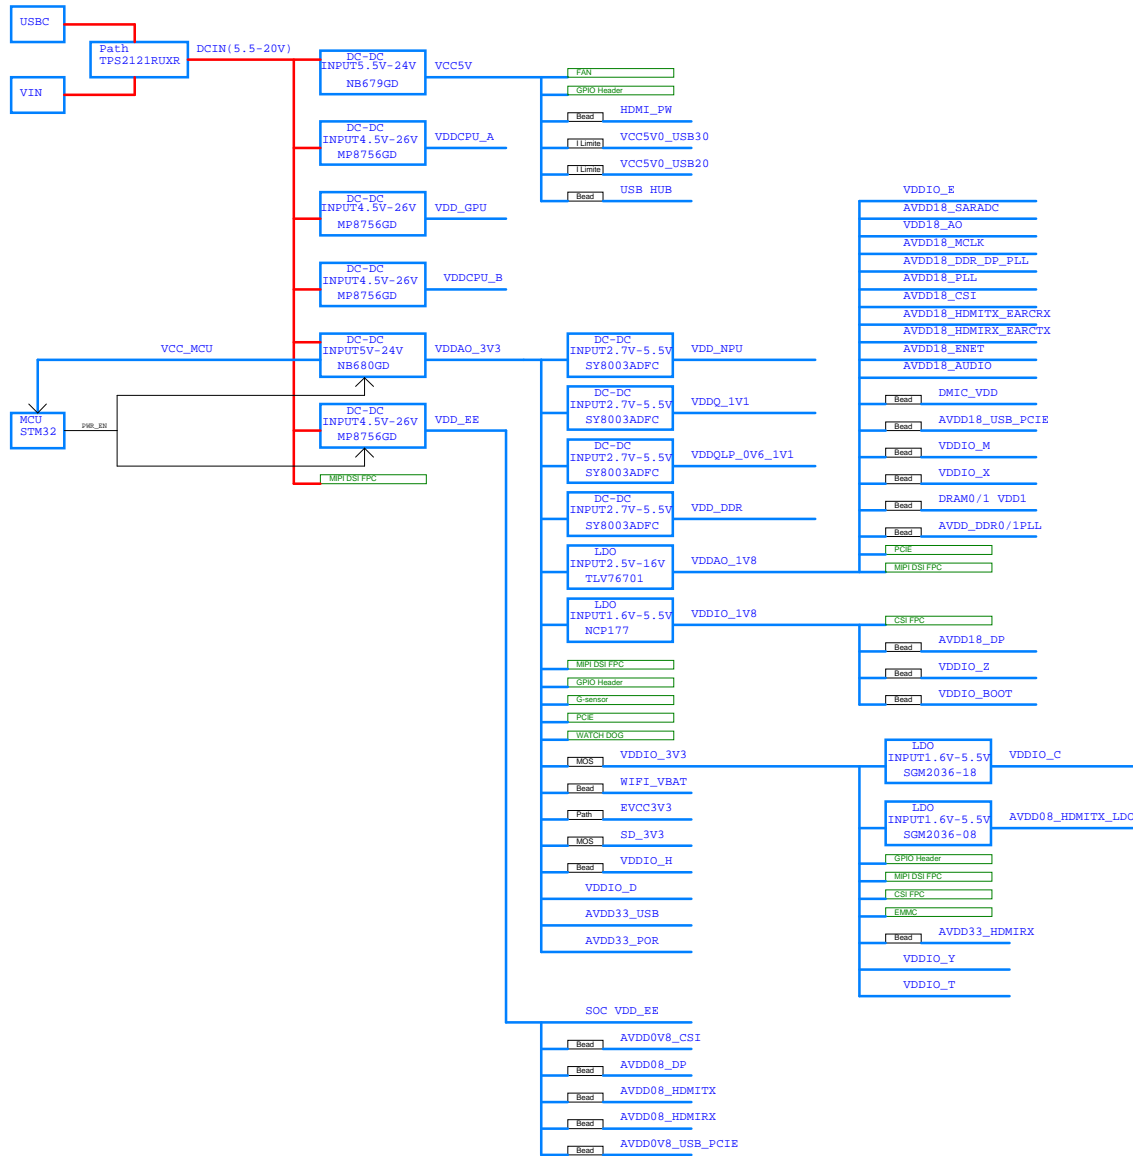 USBC
Path
TPS2121RUXR
DCIN(5.5-20V)
VIN
DC-DC
INPUT5.5V-24V
NB679GD
VCC5V
FAN
GPIO Header
Bead
HDMI_PW
I Limite
VCC5V0_USB30
I Limite
VCC5V0_USB20
Bead
USB HUB
DC-DC
INPUT4.5V-26V
MP8756GD
VDDCPU_A
DC-DC
INPUT4.5V-26V
MP8756GD
VDD_GPU
DC-DC
INPUT4.5V-26V
MP8756GD
VDDCPU_B
VCC_MCU
DC-DC
INPUT5V-24V
NB680GD
VDDAO_3V3
MCU
STM32
PWR_EN
DC-DC
INPUT4.5V-26V
MP8756GD
VDD_EE
MIPI DSI FPC
DC-DC
INPUT2.7V-5.5V
SY8003ADFC
VDD_NPU
DC-DC
INPUT2.7V-5.5V
SY8003ADFC
VDDQ_1V1
DC-DC
INPUT2.7V-5.5V
SY8003ADFC
VDDQLP_0V6_1V1
DC-DC
INPUT2.7V-5.5V
SY8003ADFC
VDD_DDR
LDO
INPUT2.5V-16V
TLV76701
VDDAO_1V8
LDO
INPUT1.6V-5.5V
NCP177
VDDIO_1V8
MIPI DSI FPC
GPIO Header
G-sensor
PCIE
WATCH DOG
MOS
VDDIO_3V3
Bead
WIFI_VBAT
Path
EVCC3V3
MOS
SD_3V3
Bead
VDDIO_H
VDDIO_D
AVDD33_USB
AVDD33_POR
VDDIO_E
AVDD18_SARADC
VDD18_AO
AVDD18_MCLK
AVDD18_DDR_DP_PLL
AVDD18_PLL
AVDD18_CSI
AVDD18_HDMITX_EARCRX
AVDD18_HDMIRX_EARCTX
AVDD18_ENET
AVDD18_AUDIO
Bead
DMIC_VDD
Bead
AVDD18_USB_PCIE
Bead
VDDIO_M
Bead
VDDIO_X
Bead
DRAM0/1 VDD1
Bead
AVDD_DDR0/1PLL
PCIE
MIPI DSI FPC
CSI FPC
Bead
AVDD18_DP
Bead
VDDIO_Z
Bead
VDDIO_BOOT
LDO
INPUT1.6V-5.5V
SGM2036-18
VDDIO_C
LDO
INPUT1.6V-5.5V
SGM2036-08
AVDD08_HDMITX_LDO
GPIO Header
MIPI DSI FPC
CSI FPC
EMMC
Bead
AVDD33_HDMIRX
VDDIO_Y
VDDIO_T
SOC VDD_EE
Bead
AVDD0V8_CSI
Bead
AVDD08_DP
Bead
AVDD08_HDMITX
Bead
AVDD08_HDMIRX
Bead
AVDD0V8_USB_PCIE